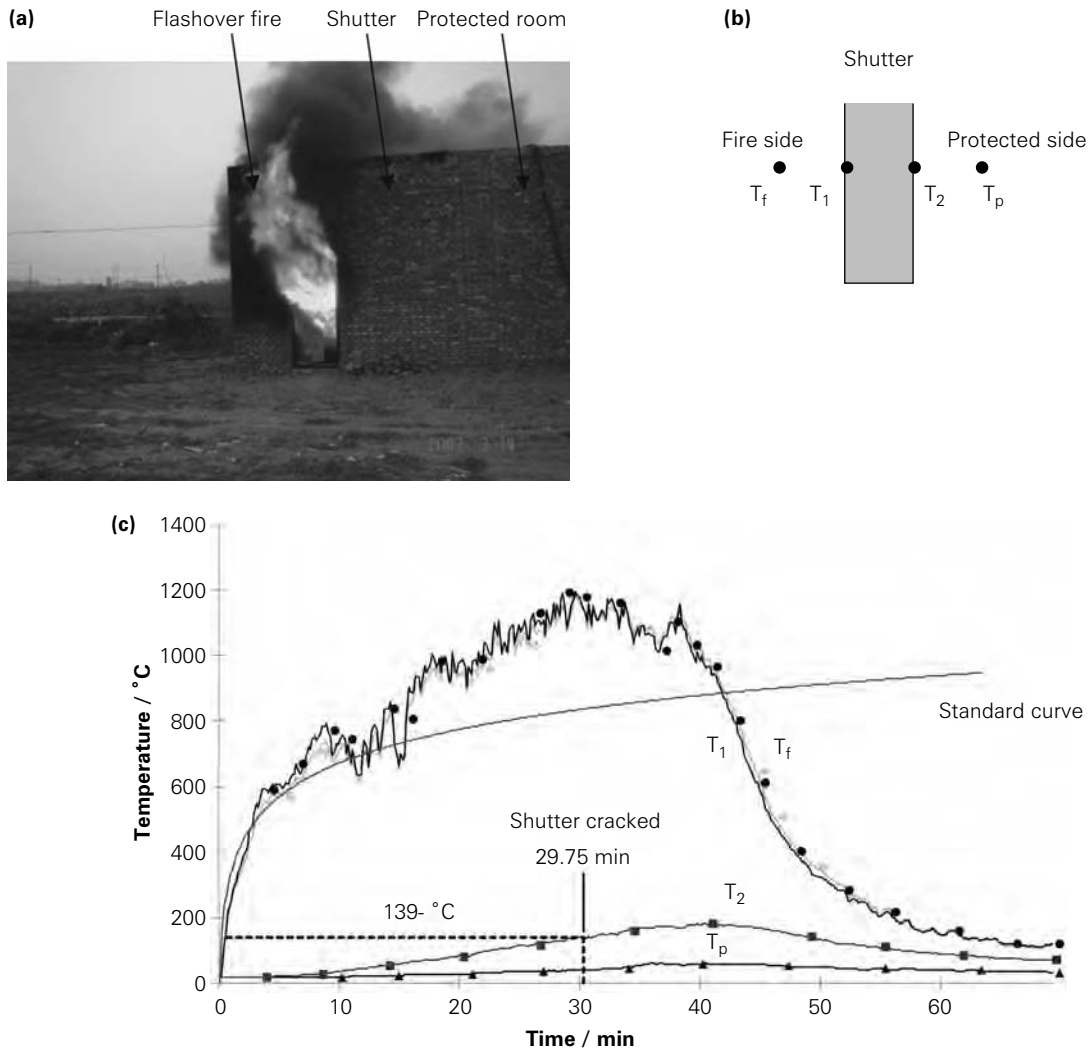 (a)
Flashover fire Shutter Protected room
(b)
Shutter
Fire side Protected side
T_f T_1 T_2 T_p
(c)
1400
1200
1000
800
600
400
200
0
Temperature / ˚C
Standard curve
T_1 T_f
Shutter cracked
29.75 min
139- ˚C
T_2
T_p
0 10 20 30 40 50 60
Time / min